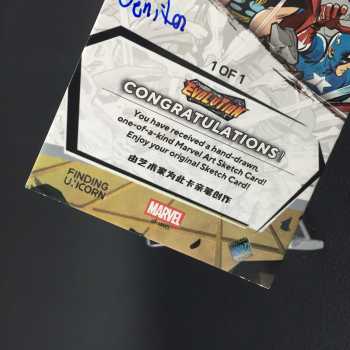 1 OF 1
EVOLUTION
CONGRATULATIONS!
You have received a hand-drawn,
one-of-a-kind Marvel Art Sketch Card!
Enjoy your original Sketch Card!
由艺术家为此卡亲笔创作
FINDING
UNICORN
MARVEL